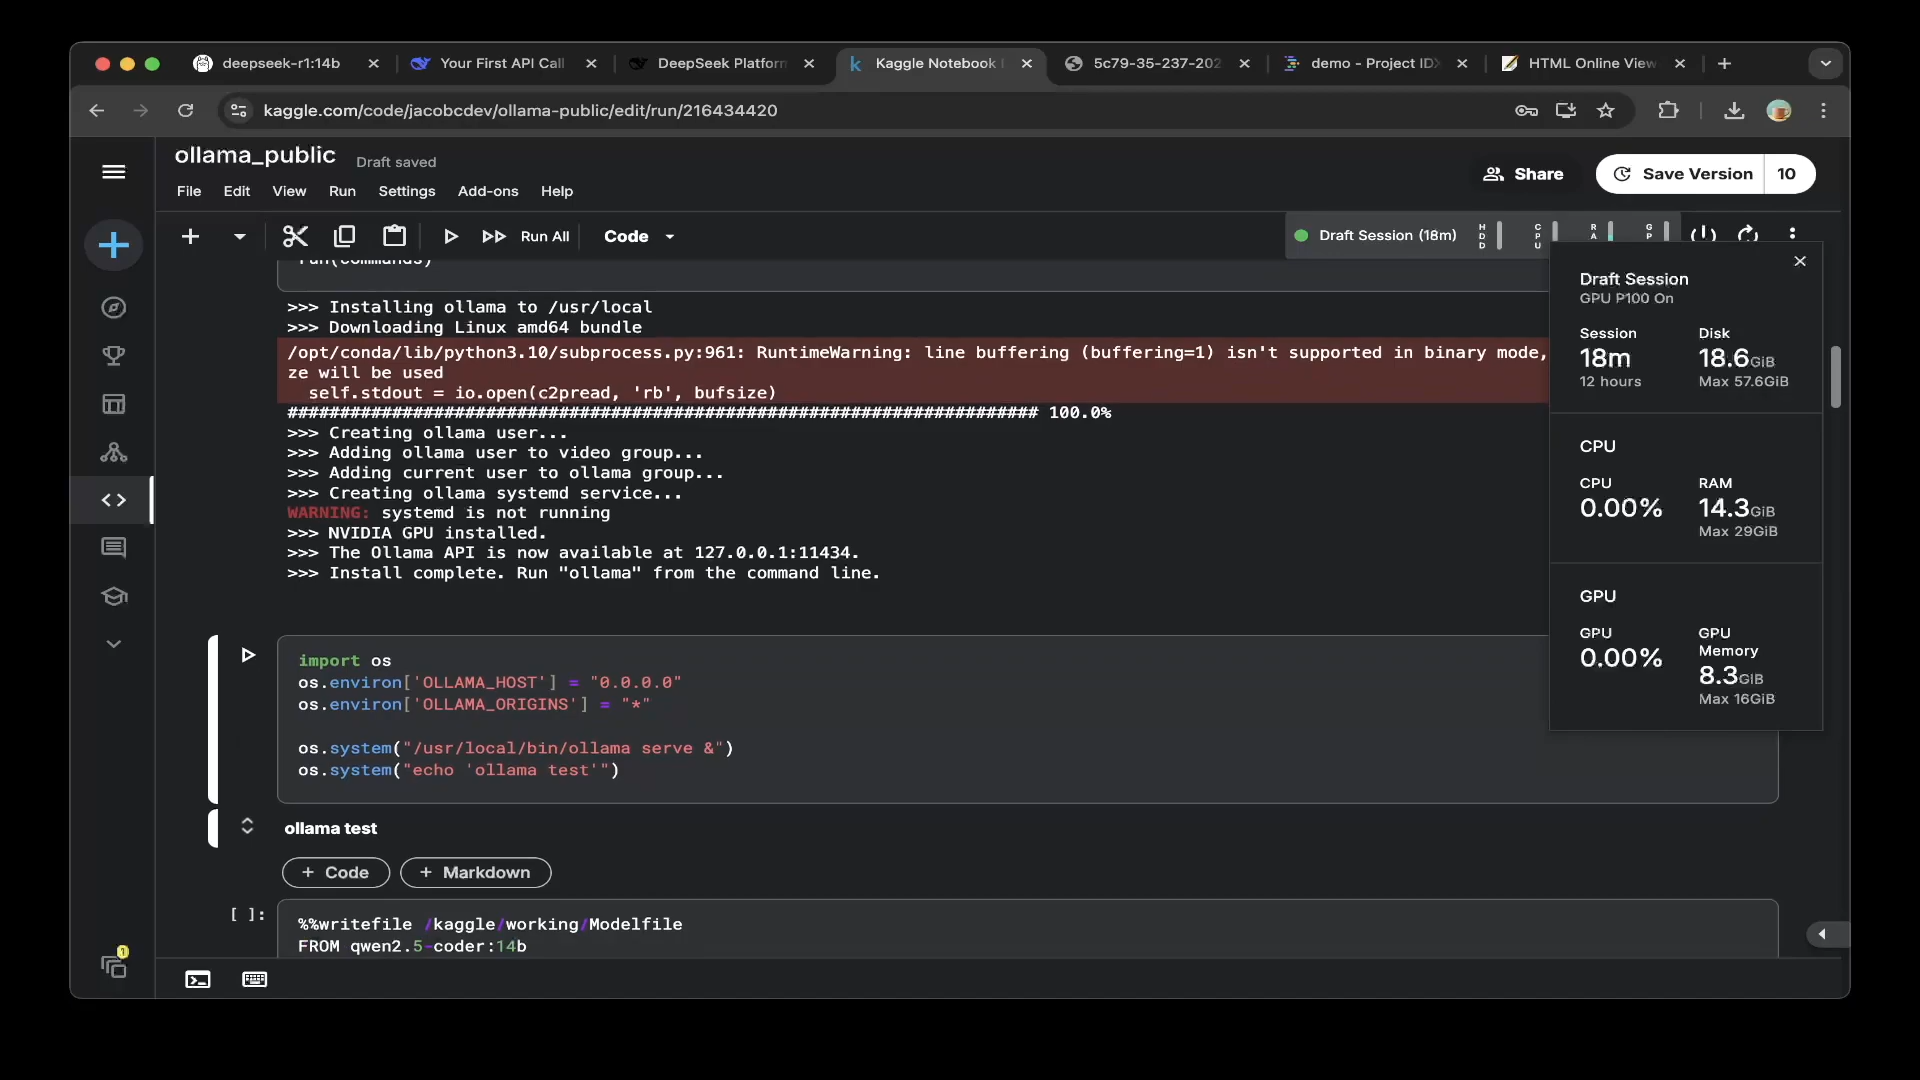 deepseek-r1:14b
Your First API Call
DeepSeek Platform
Kaggle Notebook
5c79-35-237-202
demo - Project IDX
HTML Online View
kaggle.com/code/jacobcdev/ollama-public/edit/run/216434420
ollama_public
Draft saved
File
Edit
View
Run
Settings
Add-ons
Help
Share
Save Version
10
Run All
Code
Draft Session (18m)
HDD
CPU
RA
GP
run(commands)
>>> Installing ollama to /usr/local
>>> Downloading Linux amd64 bundle
/opt/conda/lib/python3.10/subprocess.py:961: RuntimeWarning: line buffering (buffering=1) isn't supported in binary mode,
ze will be used
self.stdout = io.open(c2pread, 'rb', bufsize)
######################################################################## 100.0%
>>> Creating ollama user...
>>> Adding ollama user to video group...
>>> Adding current user to ollama group...
>>> Creating ollama systemd service...
WARNING: systemd is not running
>>> NVIDIA GPU installed.
>>> The Ollama API is now available at 127.0.0.1:11434.
>>> Install complete. Run "ollama" from the command line.
import os
os.environ['OLLAMA_HOST'] = "0.0.0.0"
os.environ['OLLAMA_ORIGINS'] = "*"
os.system("/usr/local/bin/ollama serve &")
os.system("echo 'ollama test'")
ollama test
+ Code
+ Markdown
[ ]:
%%writefile /kaggle/working/Modelfile
FROM qwen2.5-coder:14b
Draft Session
GPU P100 On
Session
18m
12 hours
Disk
18.6GiB
Max 57.6GiB
CPU
CPU
0.00%
RAM
14.3GiB
Max 29GiB
GPU
GPU
0.00%
GPU
Memory
8.3GiB
Max 16GiB
1